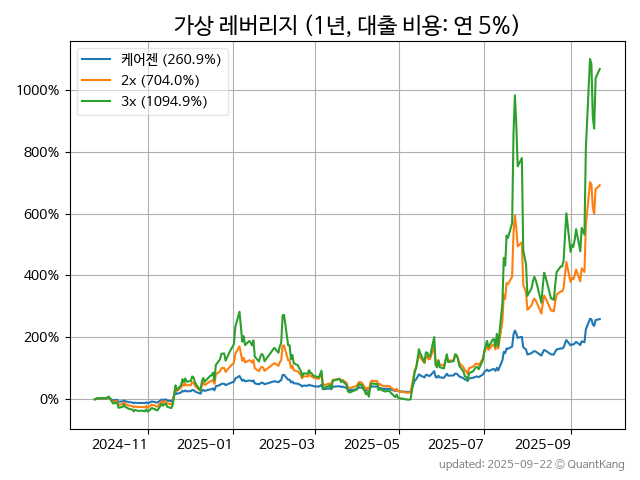 가상 레버리지 (1년, 대출 비용: 연 5%)
케어젠 (260.9%)
2x (704.0%)
3x (1094.9%)
1000%
800%
600%
400%
200%
0%
2024-11
2025-01
2025-03
2025-05
2025-07
2025-09
updated: 2025-09-22 © QuantKang